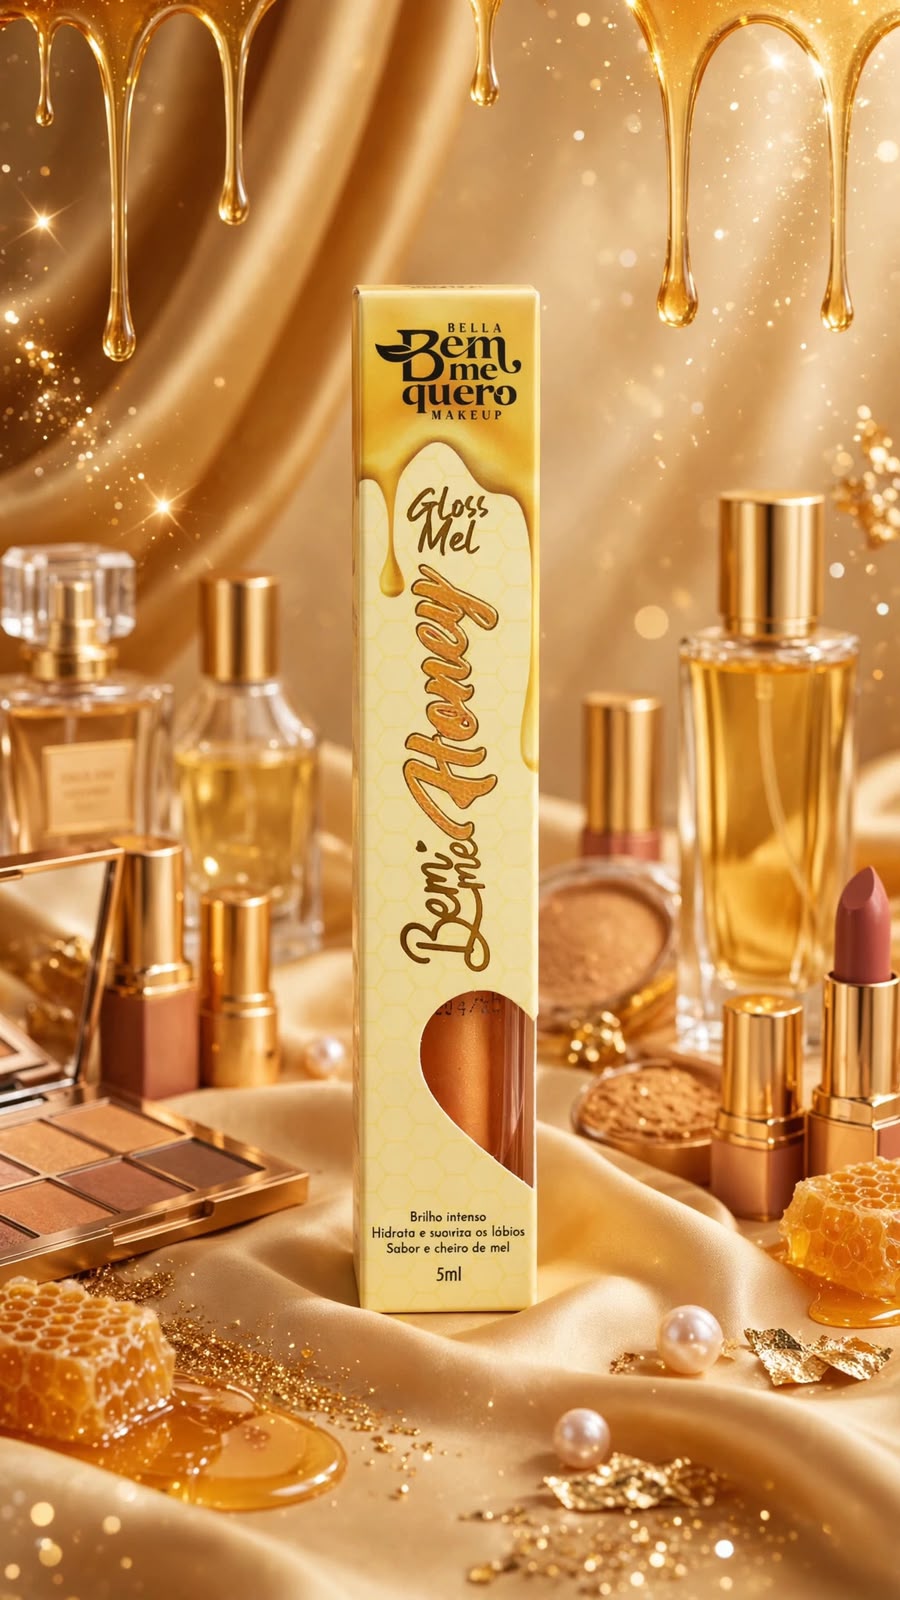 BELLA
Bem
me
quero
MAKEUP
Gloss
Mel
Bem me Honey
Brilho intenso
Hidrata e suaviza os lábios
Sabor e cheiro de mel
5ml